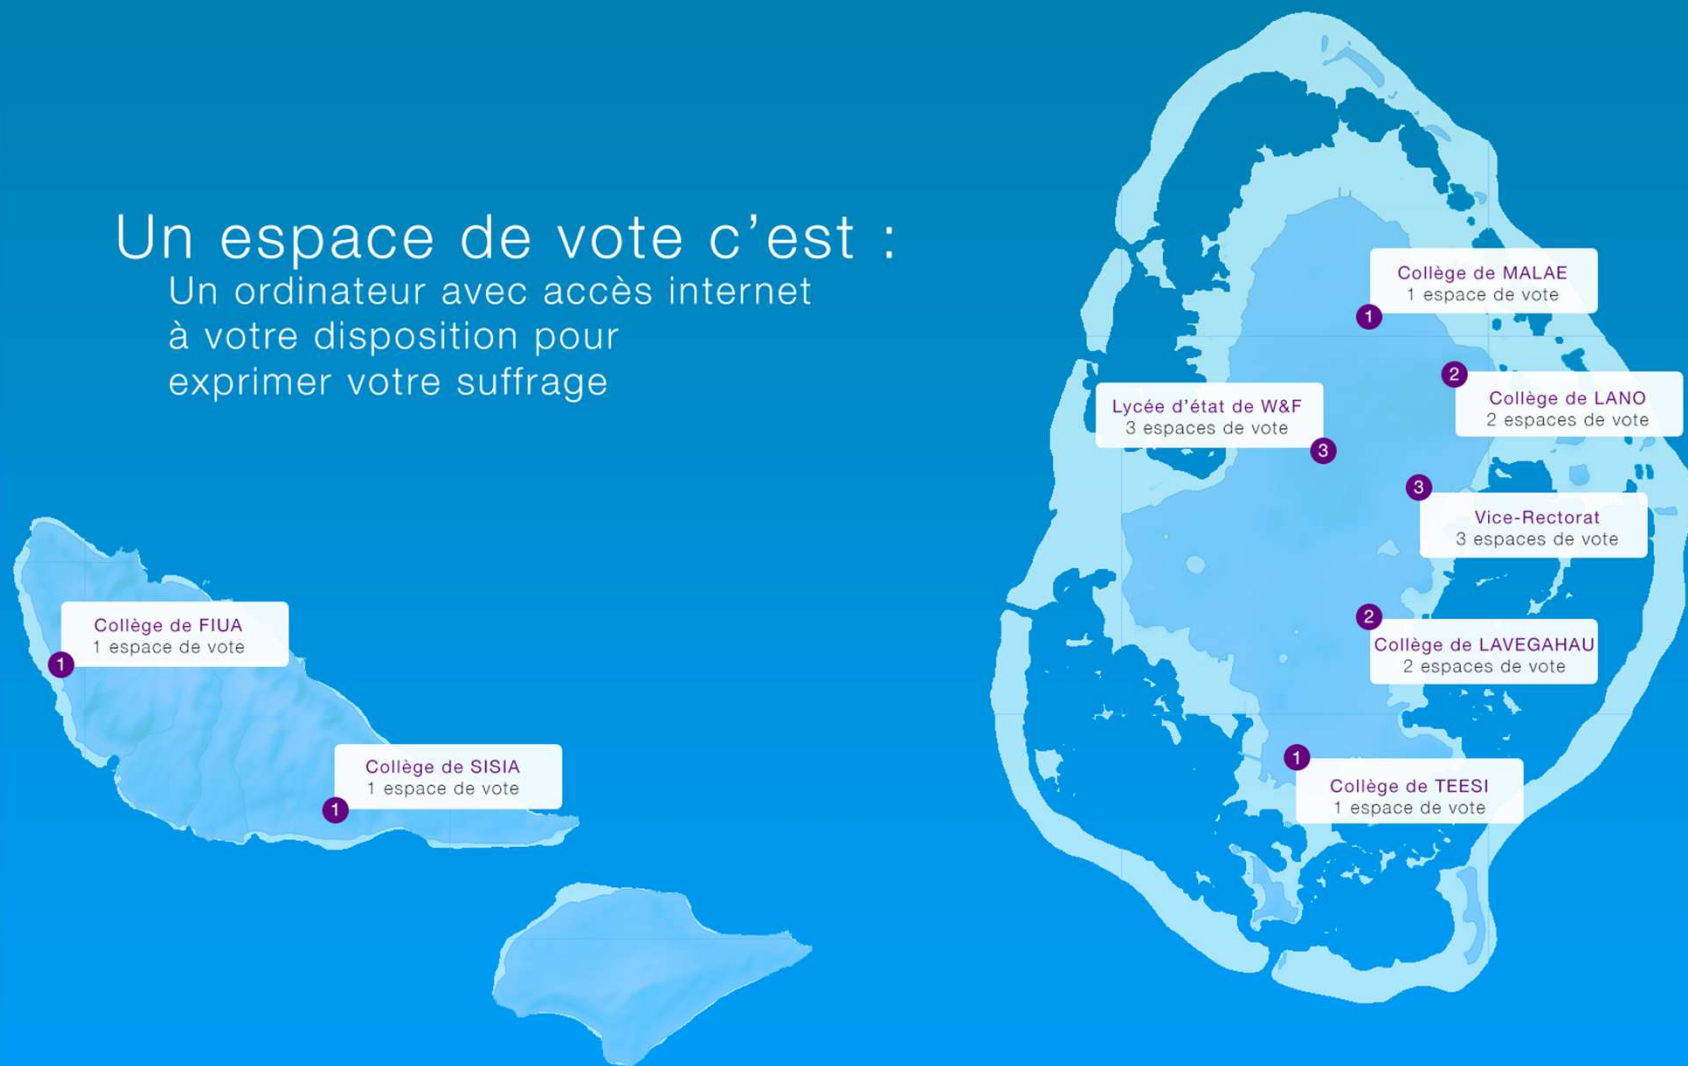 Un espace de vote c'est :
Un ordinateur avec accès internet
à votre disposition pour
exprimer votre suffrage
Collège de MALAE
1 espace de vote
1
2
Collège de LANO
2 espaces de vote
Lycée d'état de W&F
3 espaces de vote
3
3
Vice-Rectorat
3 espaces de vote
2
Collège de LAVEGAHAU
2 espaces de vote
1
Collège de TEESI
1 espace de vote
Collège de FIUA
1 espace de vote
1
Collège de SISIA
1 espace de vote
1